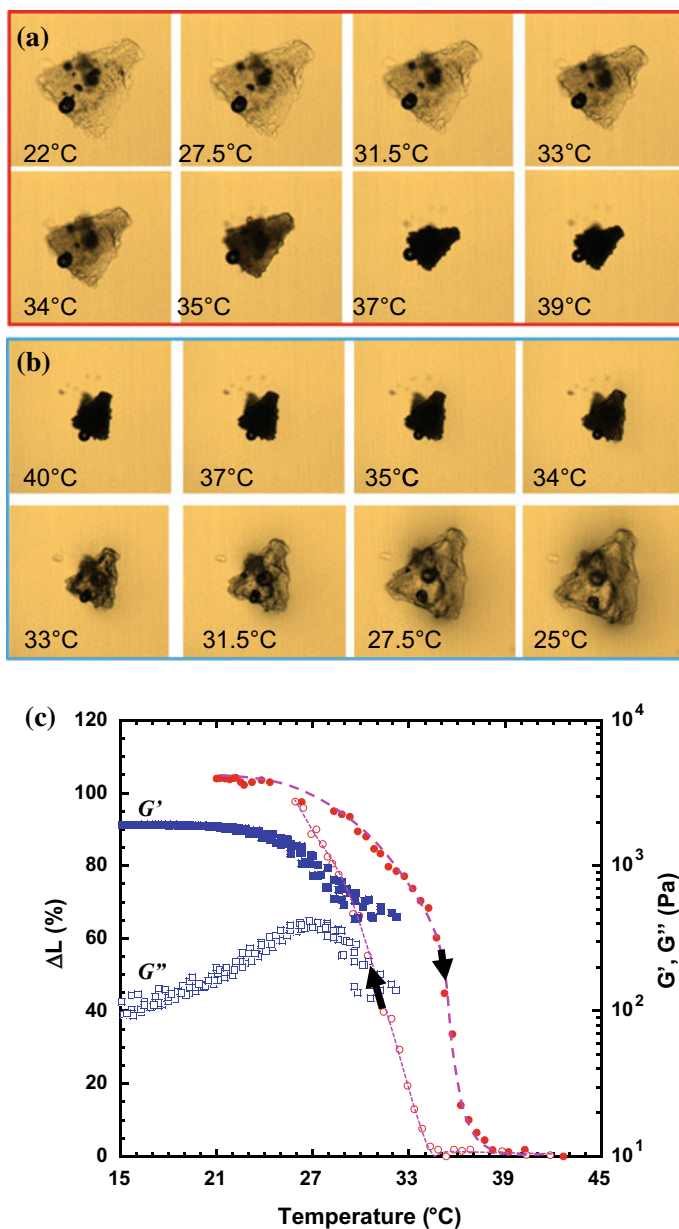 (a)
22°C 27.5°C 31.5°C 33°C
34°C 35°C 37°C 39°C
(b)
40°C 37°C 35°C 34°C
33°C 31.5°C 27.5°C 25°C
(c)
120 10⁴
100
G'
80 10³
ΔL (%)
G', G'' (Pa)
60
G''
40 10²
20
0 10¹
15 21 27 33 39 45
Temperature (°C)